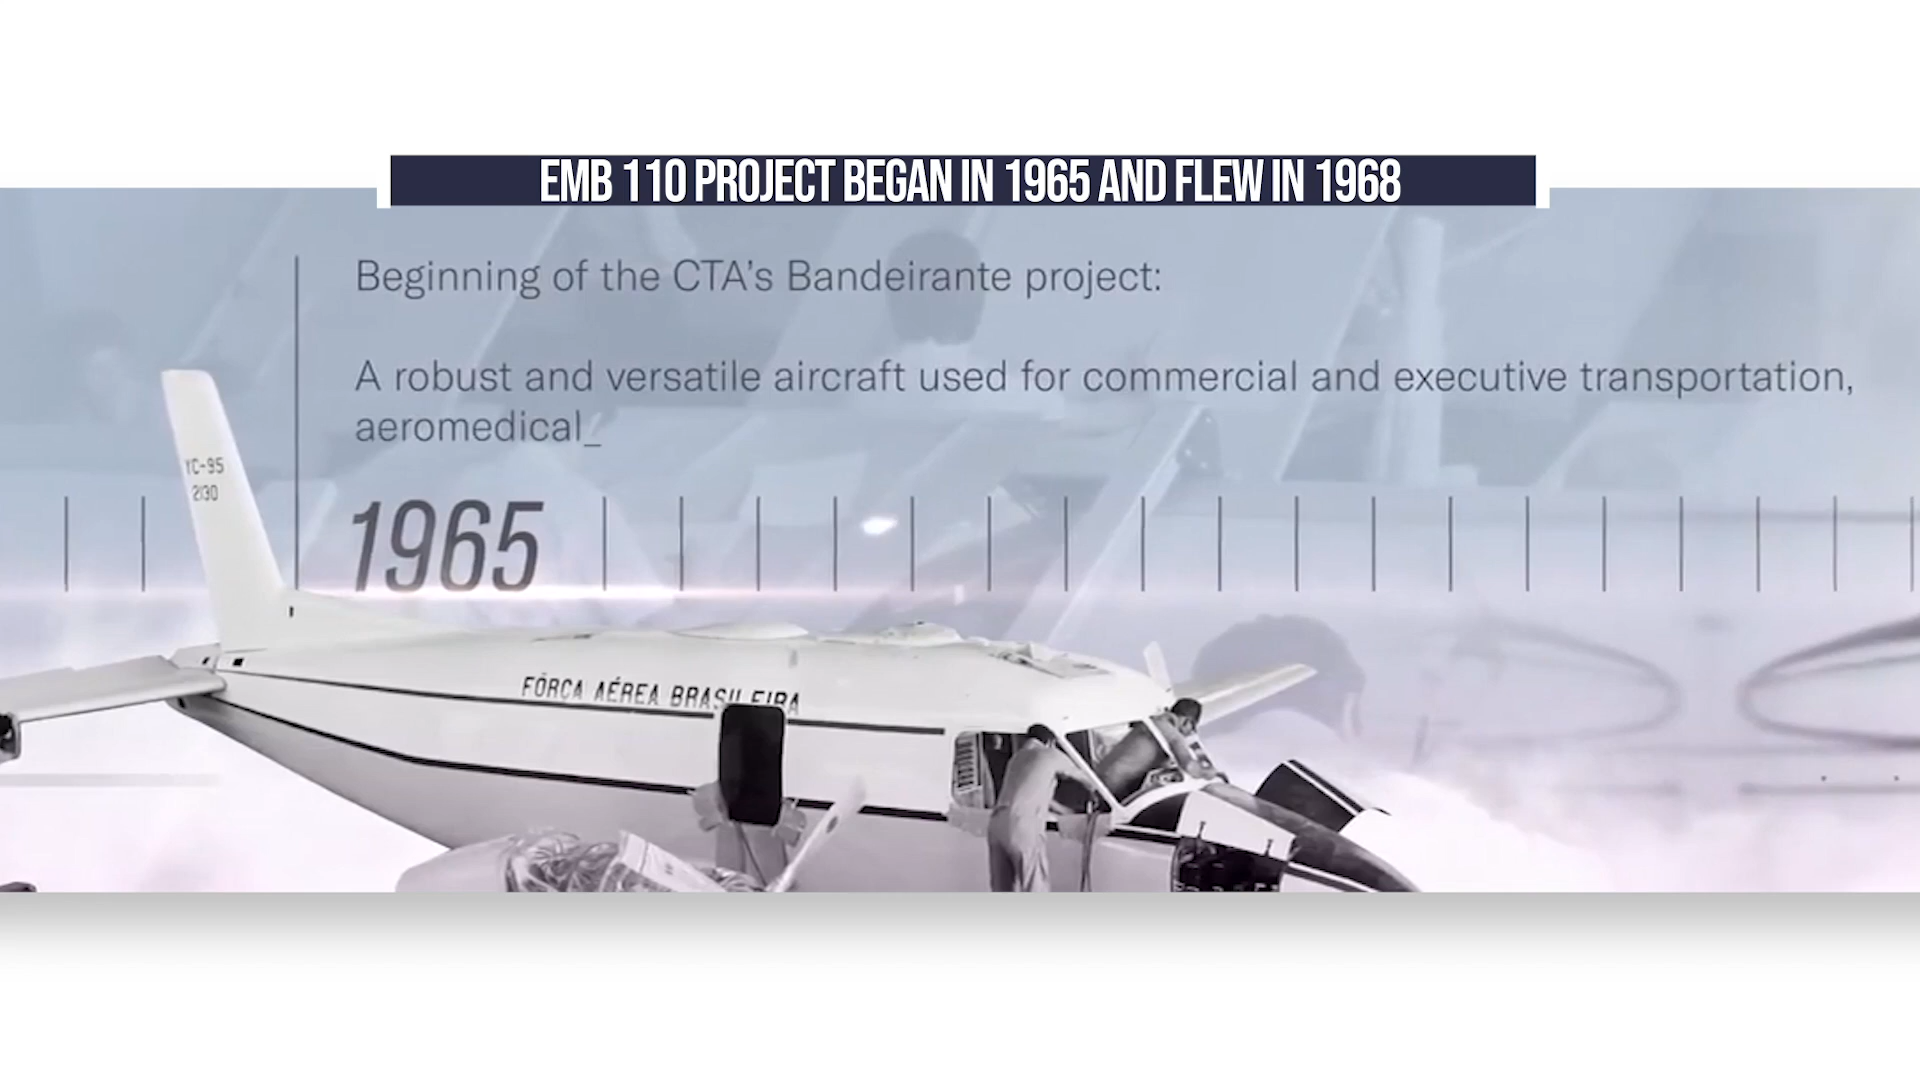 EMB 110 PROJECT BEGAN IN 1965 AND FLEW IN 1968
Beginning of the CTA's Bandeirante project:
A robust and versatile aircraft used for commercial and executive transportation,
aeromedical_
YC-95
2130
1965
FÔRÇA AÉREA BRASILEIRA